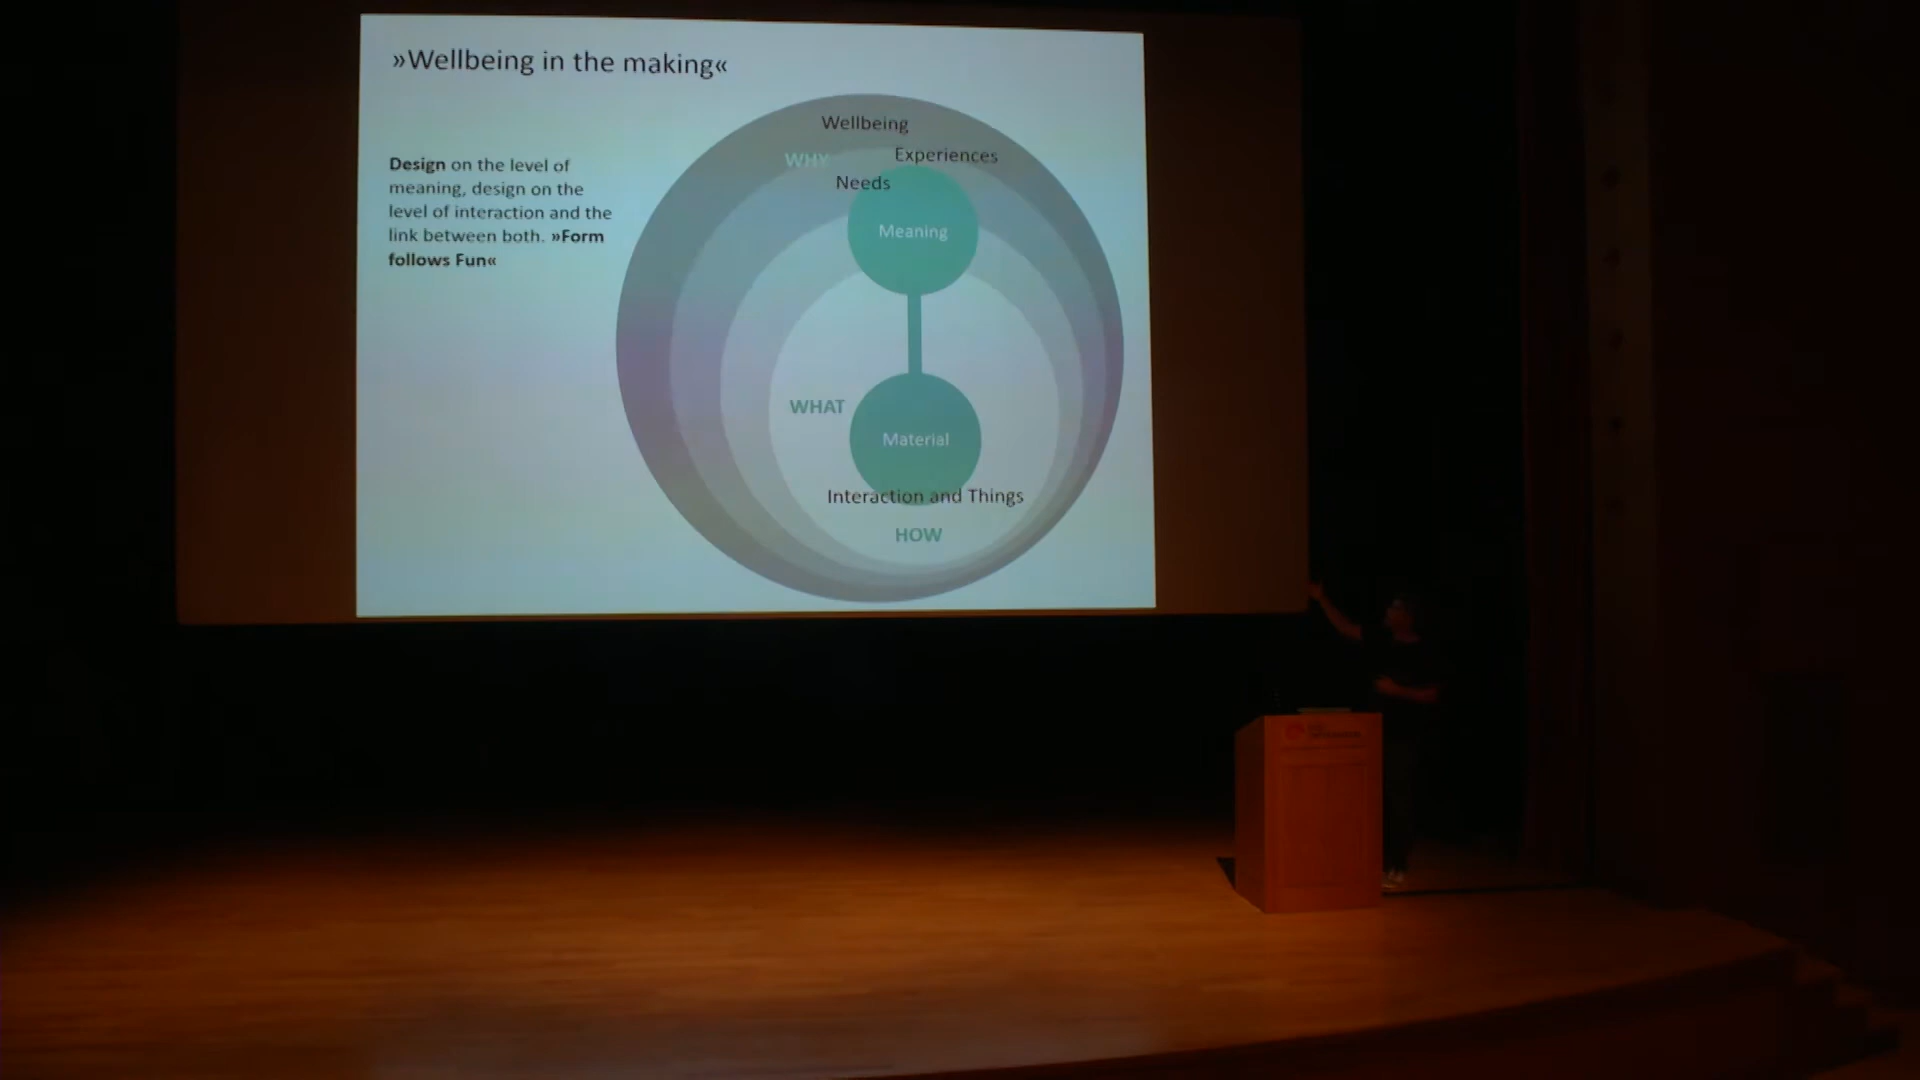 »Wellbeing in the making«
Design on the level of
meaning, design on the
level of interaction and the
link between both. »Form
follows Fun«
Wellbeing
WHY
Experiences
Needs
Meaning
WHAT
Material
Interaction and Things
HOW